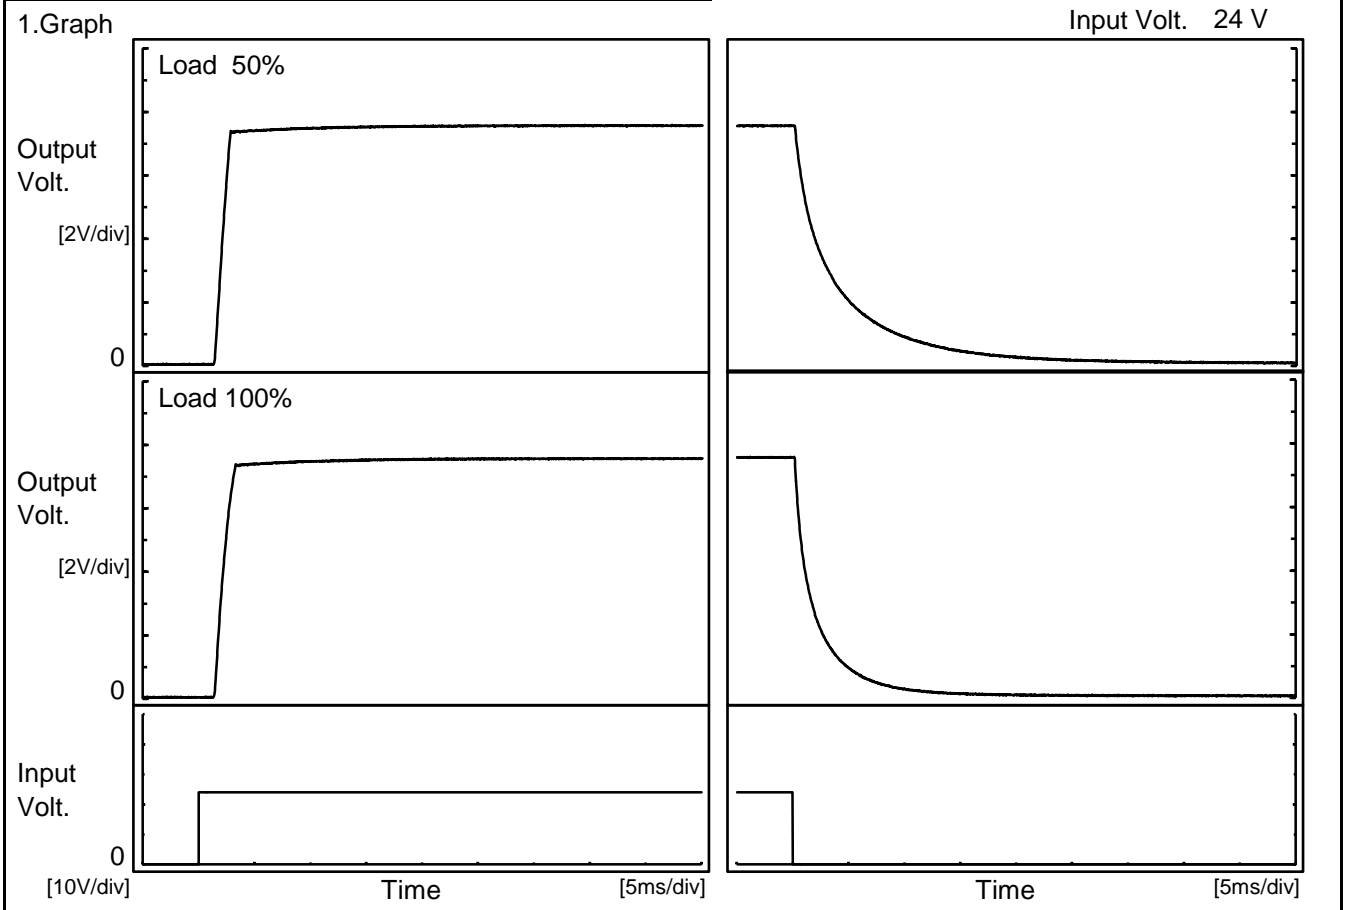 1.Graph
Input Volt. 24 V
Load 50%
Output
Volt.
[2V/div]
0
Load 100%
Output
Volt.
[2V/div]
0
Input
Volt.
0
[10V/div]
Time
[5ms/div]
Time
[5ms/div]